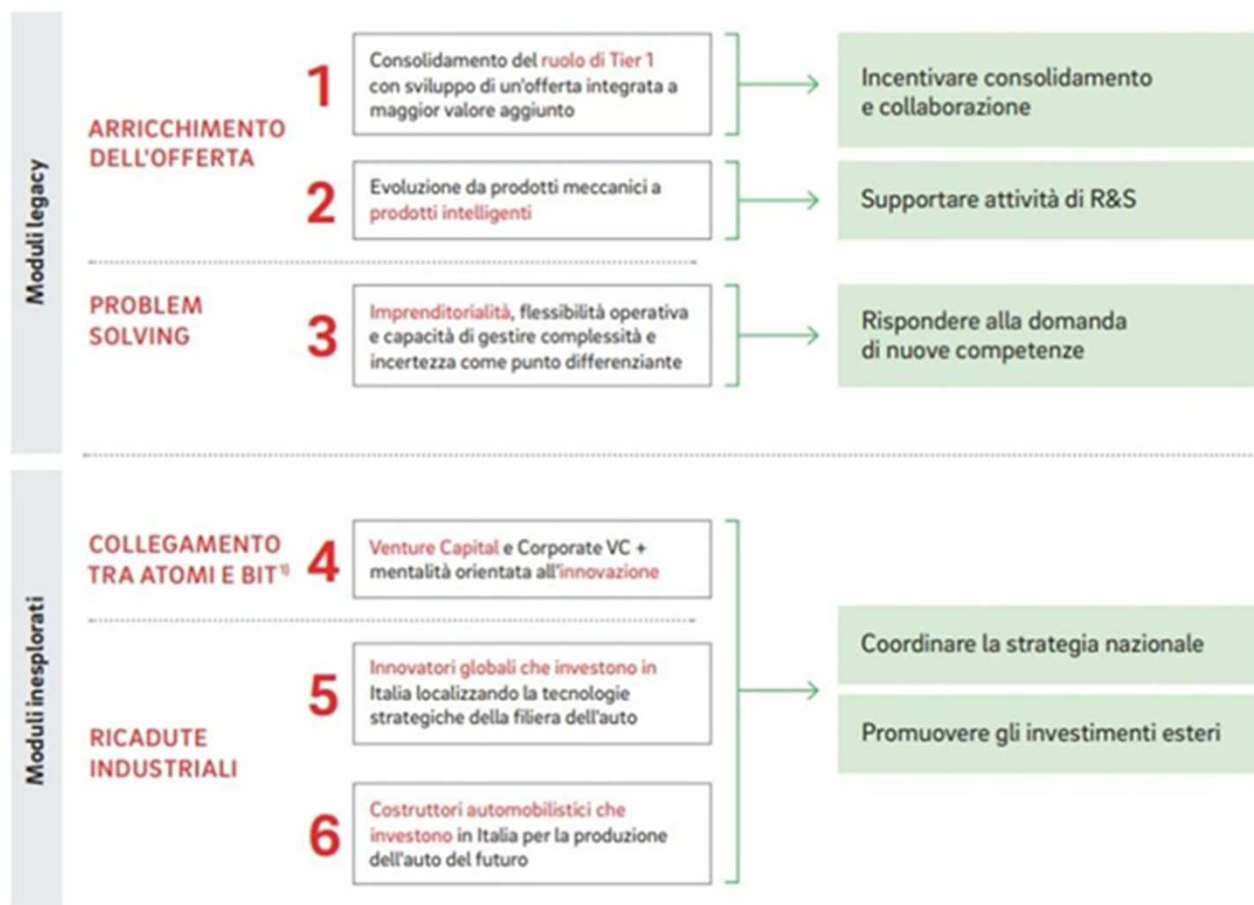 Moduli legacy
ARRICCHIMENTO
DELL'OFFERTA
1
Consolidamento del ruolo di Tier 1
con sviluppo di un'offerta integrata a
maggior valore aggiunto
Incentivare consolidamento
e collaborazione
2
Evoluzione da prodotti meccanici a
prodotti intelligenti
Supportare attività di R&S
PROBLEM
SOLVING
3
Imprenditorialità, flessibilità operativa
e capacità di gestire complessità e
incertezza come punto differenziante
Rispondere alla domanda
di nuove competenze
Moduli inesplorati
COLLEGAMENTO
TRA ATOMI E BIT¹⁾
4
Venture Capital e Corporate VC +
mentalità orientata all'innovazione
RICADUTE
INDUSTRIALI
5
Innovatori globali che investono in
Italia localizzando la tecnologie
strategiche della filiera dell'auto
6
Costruttori automobilistici che
investono in Italia per la produzione
dell'auto del futuro
Coordinare la strategia nazionale
Promuovere gli investimenti esteri